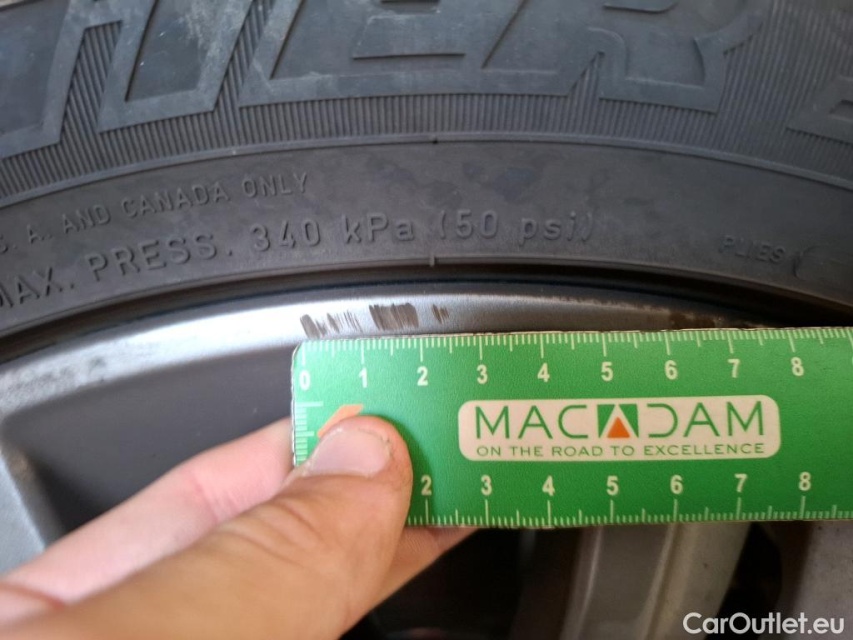 S. A. AND CANADA ONLY
MAX. PRESS. 340 kPa (50 psi)
PLIES
0 1 2 3 4 5 6 7 8
MACADAM
ON THE ROAD TO EXCELLENCE
2 3 4 5 6 7 8
CarOutlet.eu